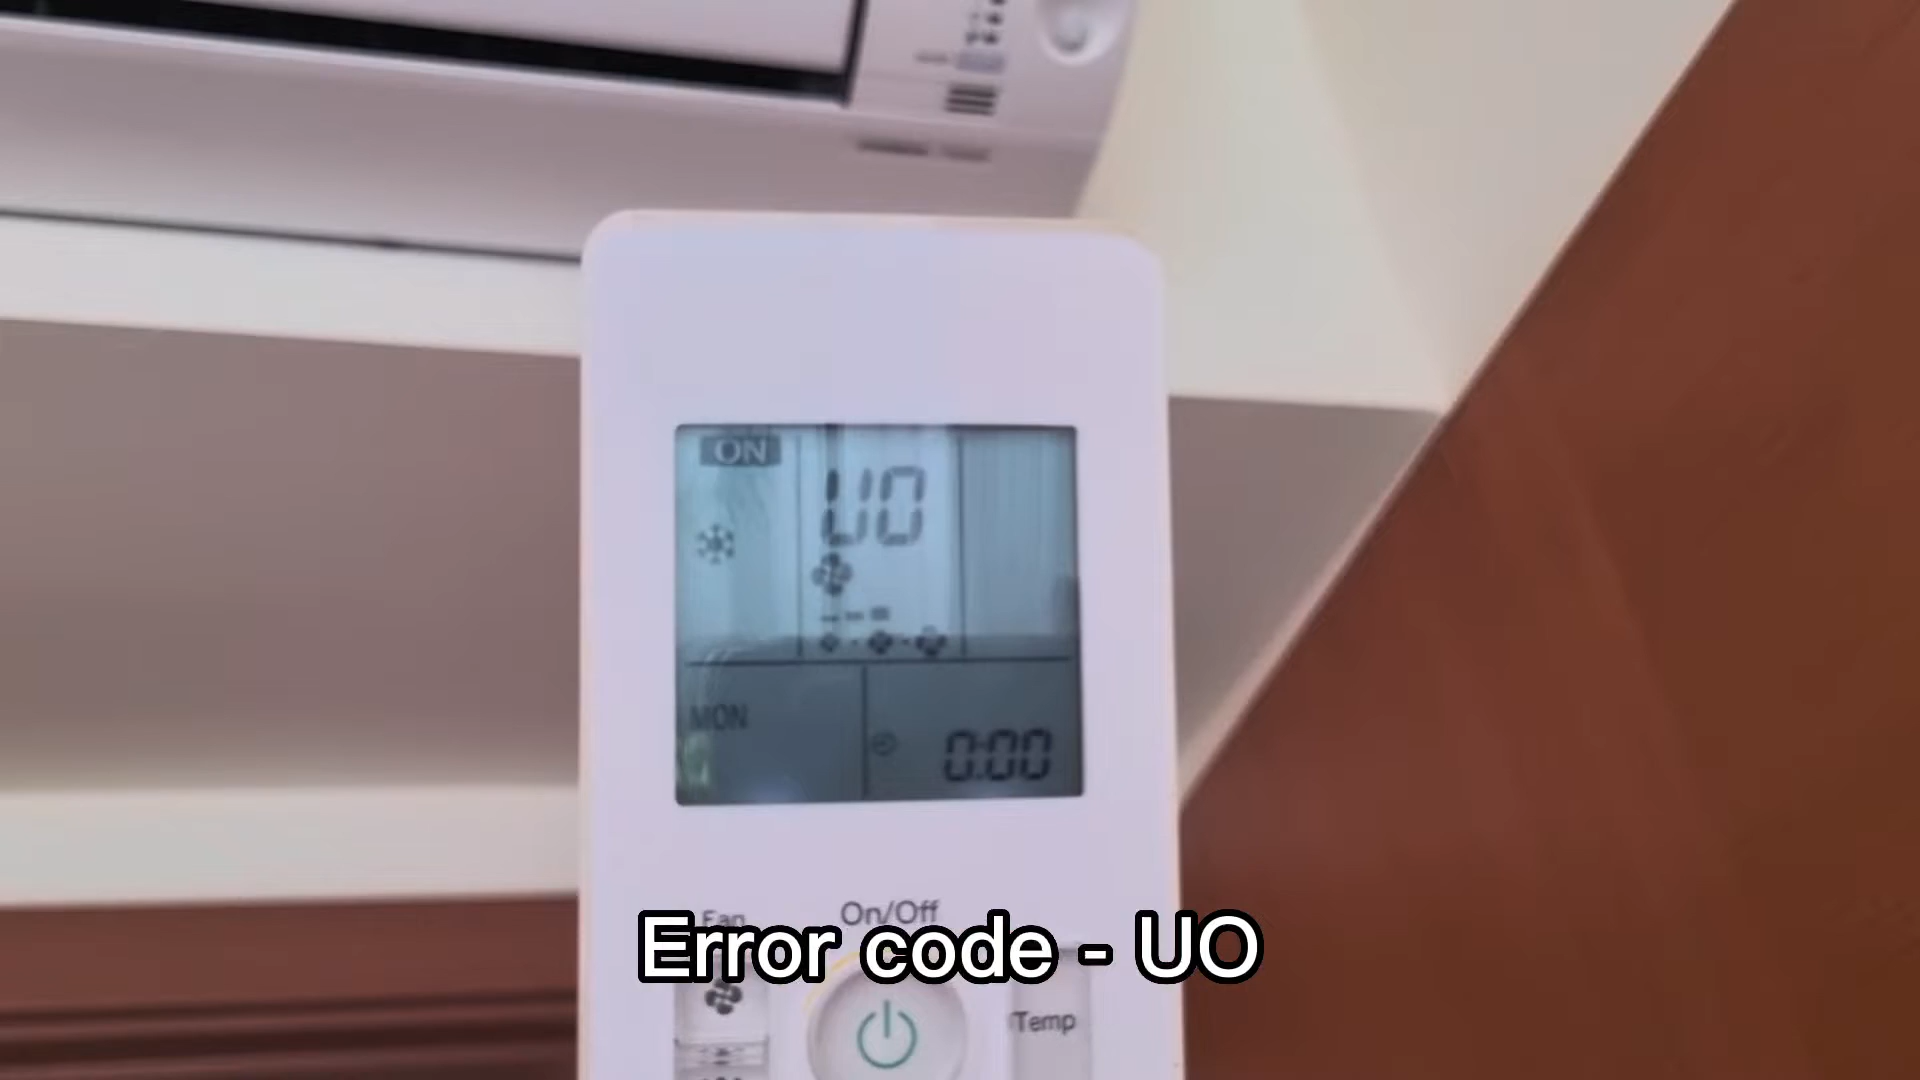 ON
U0
MON
0:00
Fan
On/Off
Error code - UO
Temp